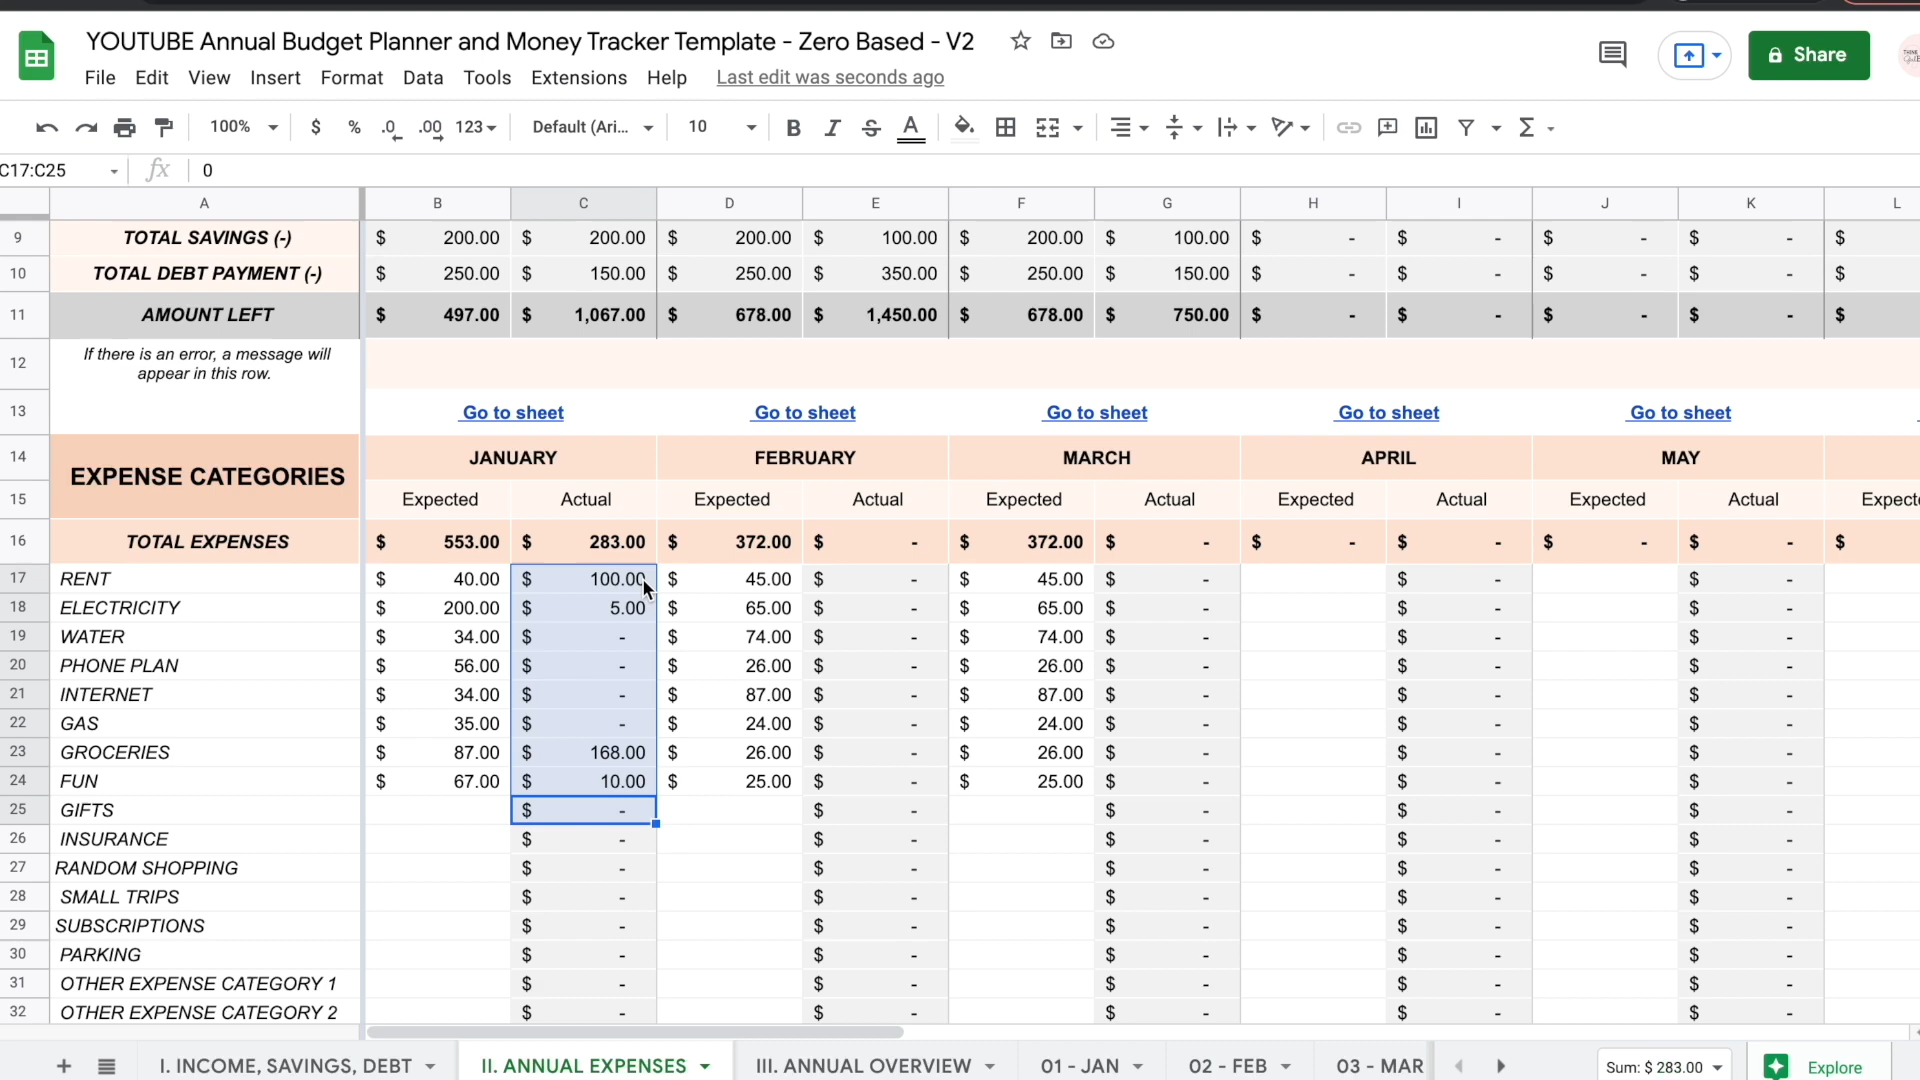 YOUTUBE Annual Budget Planner and Money Tracker Template - Zero Based - V2
File Edit View Insert Format Data Tools Extensions Help Last edit was seconds ago
Share
100% $ % .0 .00 123 Default (Ari... 10 B I S A
C17:C25 fx 0
A B C D E F G H I J K L
9 TOTAL SAVINGS (-) $ 200.00 $ 200.00 $ 200.00 $ 100.00 $ 200.00 $ 100.00 $ - $ - $ - $ - $
10 TOTAL DEBT PAYMENT (-) $ 250.00 $ 150.00 $ 250.00 $ 350.00 $ 250.00 $ 150.00 $ - $ - $ - $ - $
11 AMOUNT LEFT $ 497.00 $ 1,067.00 $ 678.00 $ 1,450.00 $ 678.00 $ 750.00 $ - $ - $ - $ - $
12 If there is an error, a message will
appear in this row.
13 Go to sheet Go to sheet Go to sheet Go to sheet Go to sheet
14 EXPENSE CATEGORIES JANUARY FEBRUARY MARCH APRIL MAY
15 Expected Actual Expected Actual Expected Actual Expected Actual Expected Actual Expect
16 TOTAL EXPENSES $ 553.00 $ 283.00 $ 372.00 $ - $ 372.00 $ - $ - $ - $ - $ - $
17 RENT $ 40.00 $ 100.00 $ 45.00 $ - $ 45.00 $ - $ - $ -
18 ELECTRICITY $ 200.00 $ 5.00 $ 65.00 $ - $ 65.00 $ - $ - $ -
19 WATER $ 34.00 $ - $ 74.00 $ - $ 74.00 $ - $ - $ -
20 PHONE PLAN $ 56.00 $ - $ 26.00 $ - $ 26.00 $ - $ - $ -
21 INTERNET $ 34.00 $ - $ 87.00 $ - $ 87.00 $ - $ - $ -
22 GAS $ 35.00 $ - $ 24.00 $ - $ 24.00 $ - $ - $ -
23 GROCERIES $ 87.00 $ 168.00 $ 26.00 $ - $ 26.00 $ - $ - $ -
24 FUN $ 67.00 $ 10.00 $ 25.00 $ - $ 25.00 $ - $ - $ -
25 GIFTS $ - $ - $ - $ - $ -
26 INSURANCE $ - $ - $ - $ - $ -
27 RANDOM SHOPPING $ - $ - $ - $ - $ -
28 SMALL TRIPS $ - $ - $ - $ - $ -
29 SUBSCRIPTIONS $ - $ - $ - $ - $ -
30 PARKING $ - $ - $ - $ - $ -
31 OTHER EXPENSE CATEGORY 1 $ - $ - $ - $ - $ -
32 OTHER EXPENSE CATEGORY 2 $ - $ - $ - $ - $ -
I. INCOME, SAVINGS, DEBT II. ANNUAL EXPENSES III. ANNUAL OVERVIEW 01 - JAN 02 - FEB 03 - MAR Sum: $ 283.00 Explore